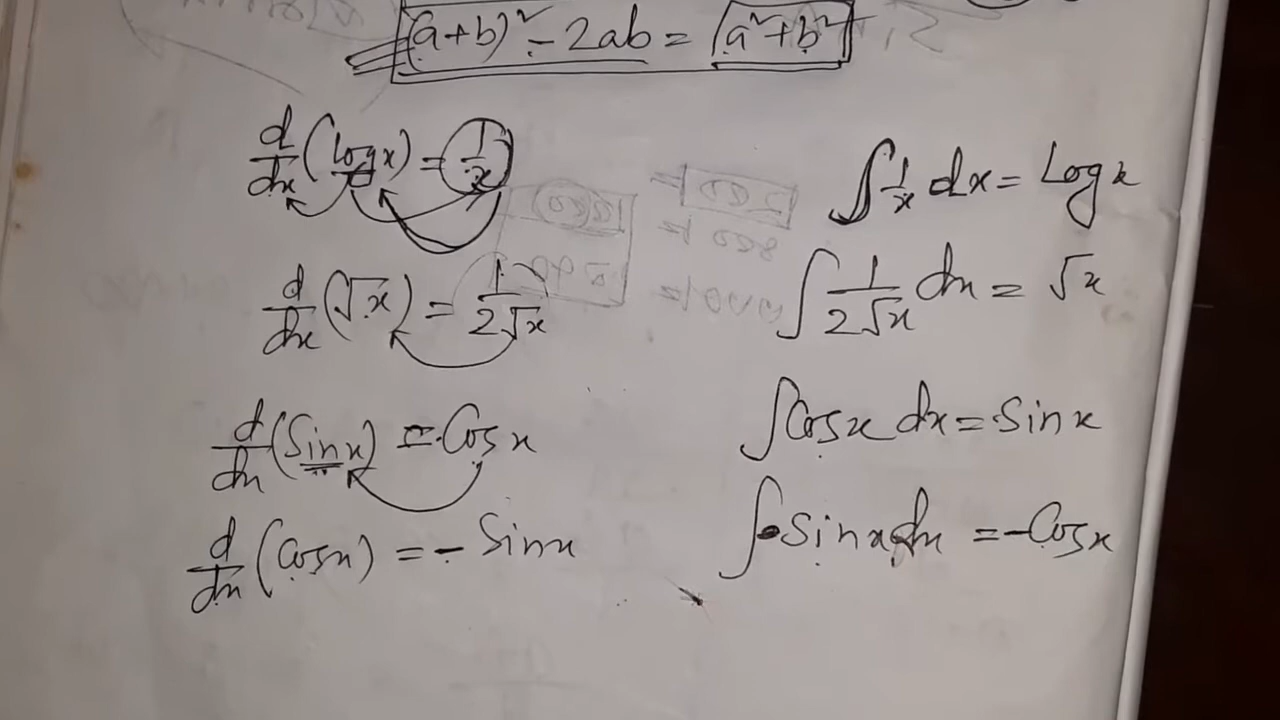 (a+b)² - 2ab = a²+b²
d/dx (log x) = 1/x
∫ 1/x dx = Log x
d/dx (√x) = 1/2√x
∫ 1/2√x dx = √x
d/dx (Sin x) = Cos x
∫ Cos x dx = Sin x
d/dx (Cos x) = - Sin x
∫ Sin x dx = - Cos x